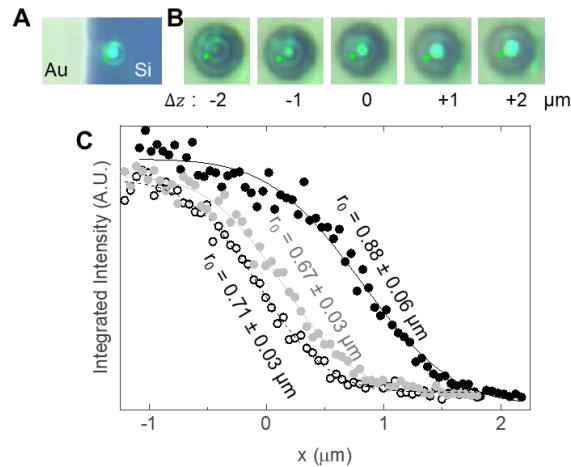 A
B
Au
Si
Δz : -2 -1 0 +1 +2 μm
C
Integrated Intensity (A.U.)
r₀ = 0.88 ± 0.06 μm
r₀ = 0.67 ± 0.03 μm
r₀ = 0.71 ± 0.03 μm
-1 0 1 2
x (μm)